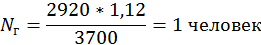 Nг = 2920 * 1,12 / 3700 = 1 человек